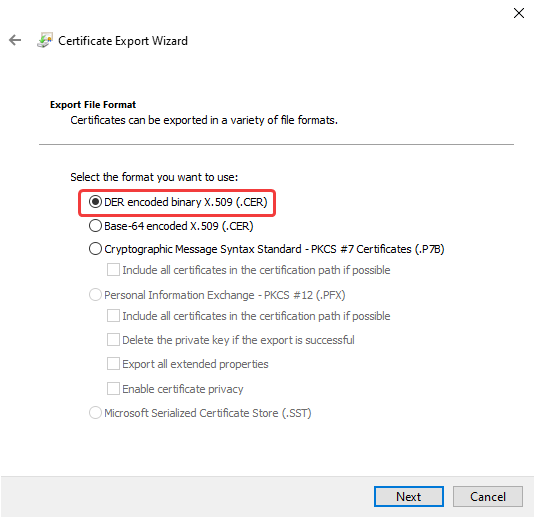 Certificate Export Wizard
Export File Format
Certificates can be exported in a variety of file formats.
Select the format you want to use:
DER encoded binary X.509 (.CER)
Base-64 encoded X.509 (.CER)
Cryptographic Message Syntax Standard - PKCS #7 Certificates (.P7B)
Include all certificates in the certification path if possible
Personal Information Exchange - PKCS #12 (.PFX)
Include all certificates in the certification path if possible
Delete the private key if the export is successful
Export all extended properties
Enable certificate privacy
Microsoft Serialized Certificate Store (.SST)
Next
Cancel